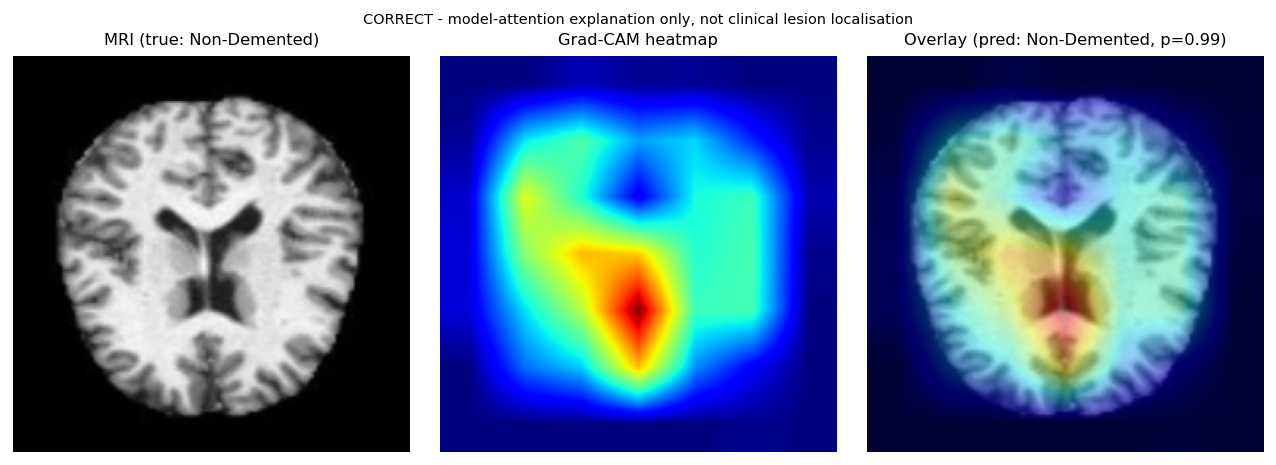 CORRECT - model-attention explanation only, not clinical lesion localisation
MRI (true: Non-Demented)
Grad-CAM heatmap
Overlay (pred: Non-Demented, p=0.99)